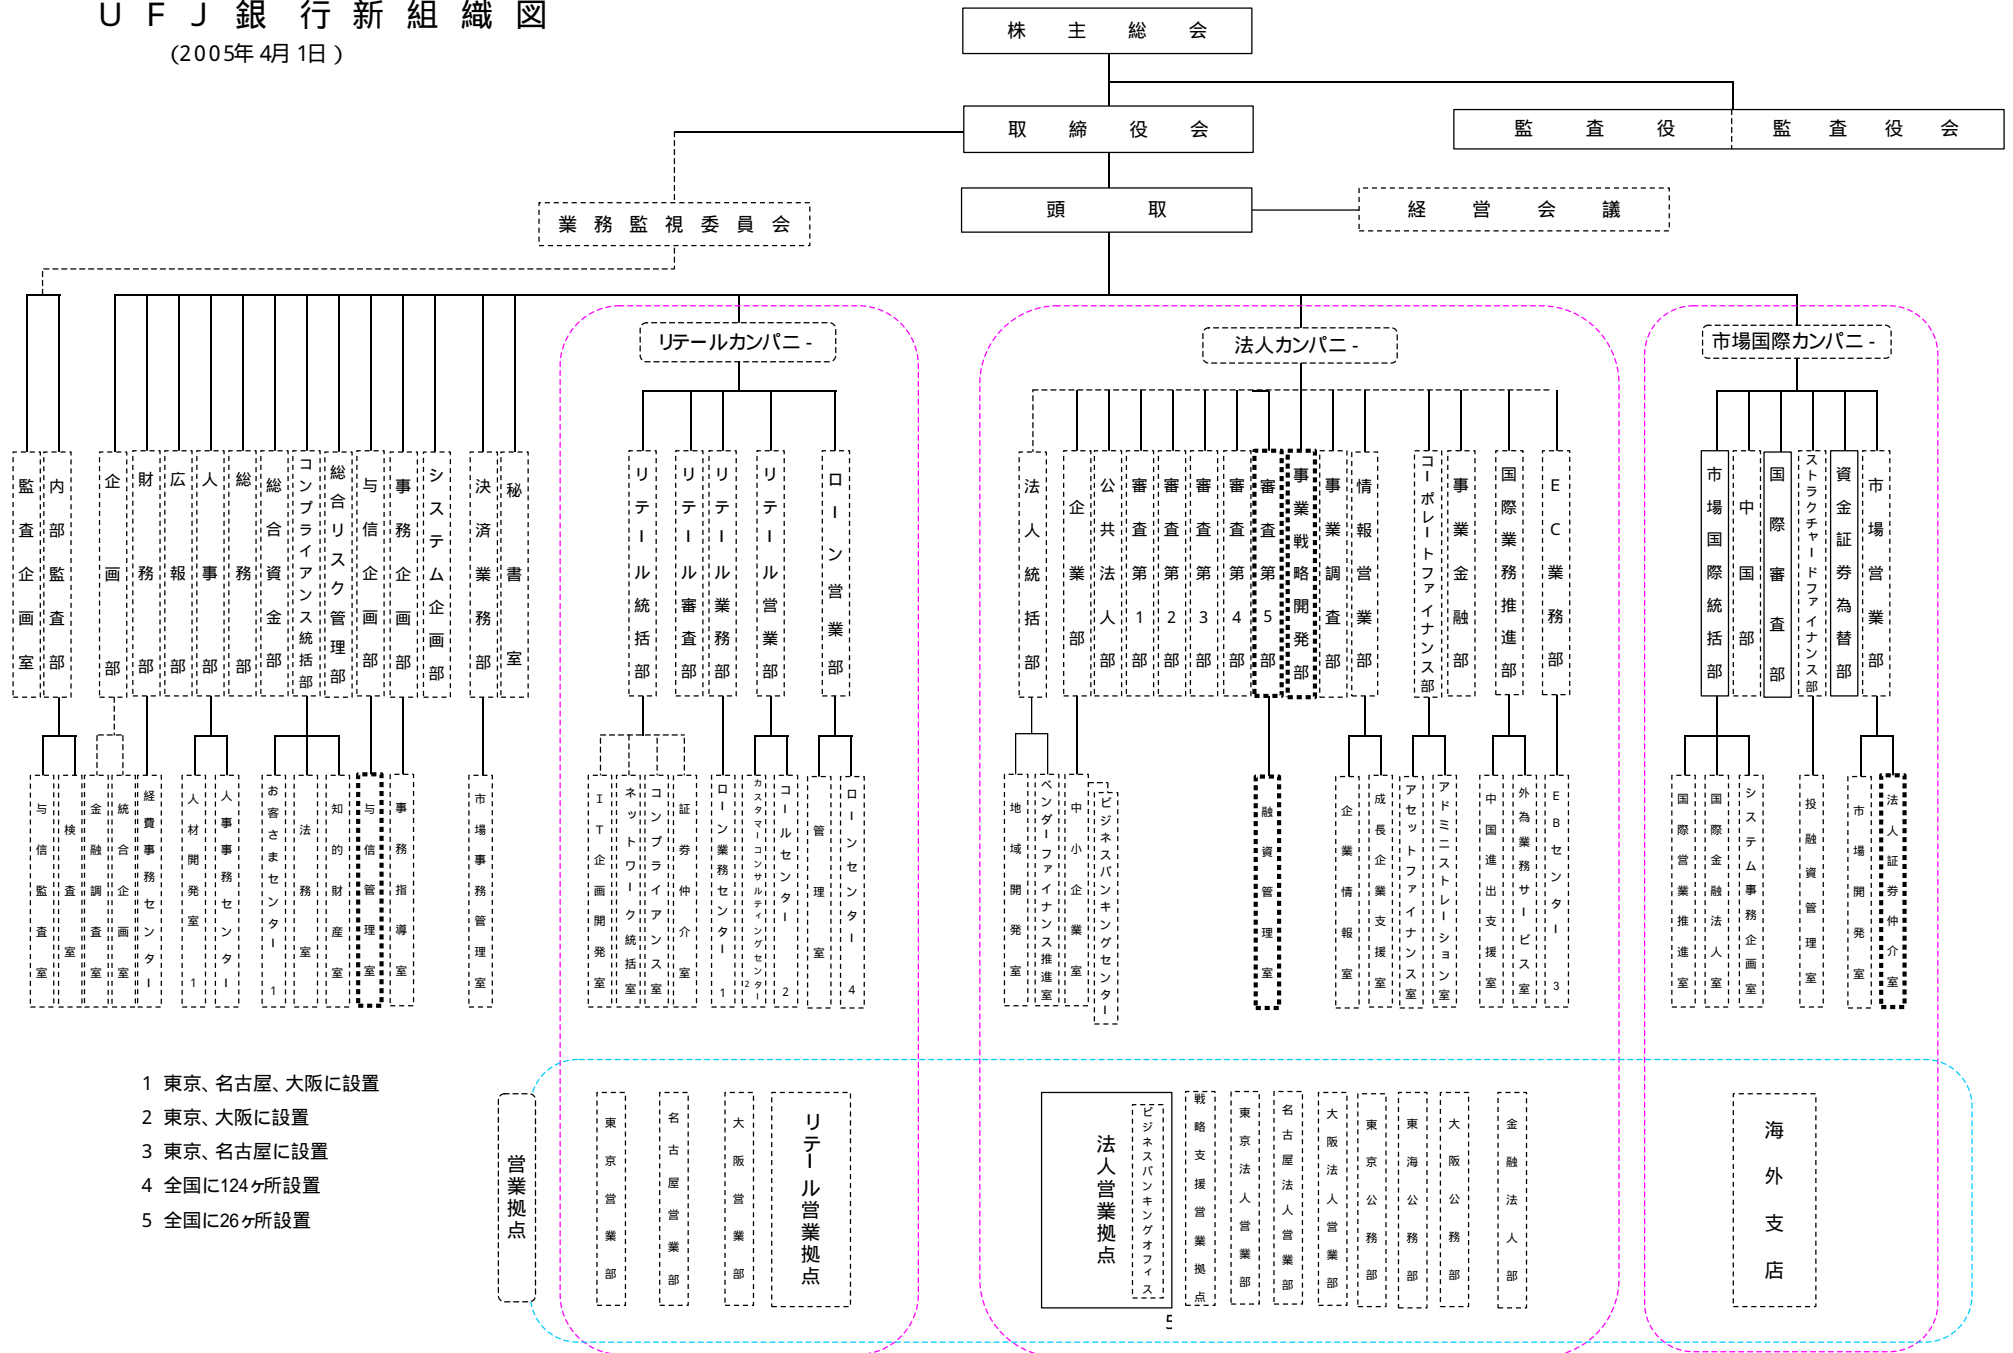 UFJ銀行新組織図
(2005年4月1日)
株主総会
取締役会
監査役
監査役会
頭取
経営会議
業務監視委員会
リテールカンパニ-
法人カンパニ-
市場国際カンパニ-
監査企画室
内部監査部
企画部
財務部
広報部
人事部
総務部
総合資金部
コンプライアンス統括部
総合リスク管理部
与信企画部
事務企画部
システム企画部
決済業務部
秘書室
リテール統括部
リテール審査部
リテール業務部
リテール営業部
ローン営業部
法人統括部
企業部
公共法人部
審査第1部
審査第2部
審査第3部
審査第4部
審査第5部
事業戦略開発部
事業調査部
情報営業部
コーポレートファイナンス部
事業金融部
国際業務推進部
EC業務部
市場国際統括部
中国部
国際審査部
ストラクチャードファイナンス部
資金証券為替部
市場営業部
与信監査室
検査室
金融調査室
統合企画室
経費事務センター
人材開発室 1
人事事務センター
お客さまセンター 1
法務室
知的財産室
与信管理室
事務指導室
市場事務管理室
IT企画開発室
ネットワーク統括室
コンプライアンス室
証券仲介室
ローン業務センター 1
カスタマーコンサルティングセンター 2
コールセンター 2
管理室
ローンセンター 4
地域開発室
ベンダーファイナンス推進室
中小企業室
ビジネスバンキングセンター
融資管理室
企業情報室
成長企業支援室
アセットファイナンス室
アドミニストレーション室
中国進出支援室
外為業務サービス室
EBセンター 3
国際営業推進室
国際金融法人室
システム事務企画室
投融資管理室
市場開発室
法人証券仲介室
1 東京、名古屋、大阪に設置
2 東京、大阪に設置
3 東京、名古屋に設置
4 全国に124ヶ所設置
5 全国に26ヶ所設置
営業拠点
東京営業部
名古屋営業部
大阪営業部
リテール営業拠点
法人営業拠点
ビジネスバンキングオフィス
5
戦略支援営業拠点
東京法人営業部
名古屋法人営業部
大阪法人営業部
東京公務部
東海公務部
大阪公務部
金融法人部
海外支店